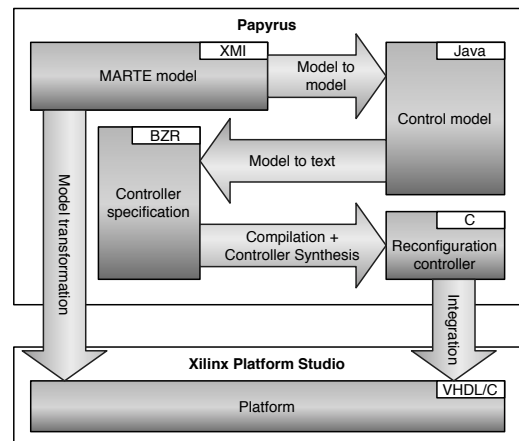 Papyrus
XMI
MARTE model
Model to
model
Java
Control model
BZR
Controller
specification
Model to text
Model transformation
Compilation +
Controller Synthesis
C
Reconfiguration
controller
Integration
Xilinx Platform Studio
VHDL/C
Platform